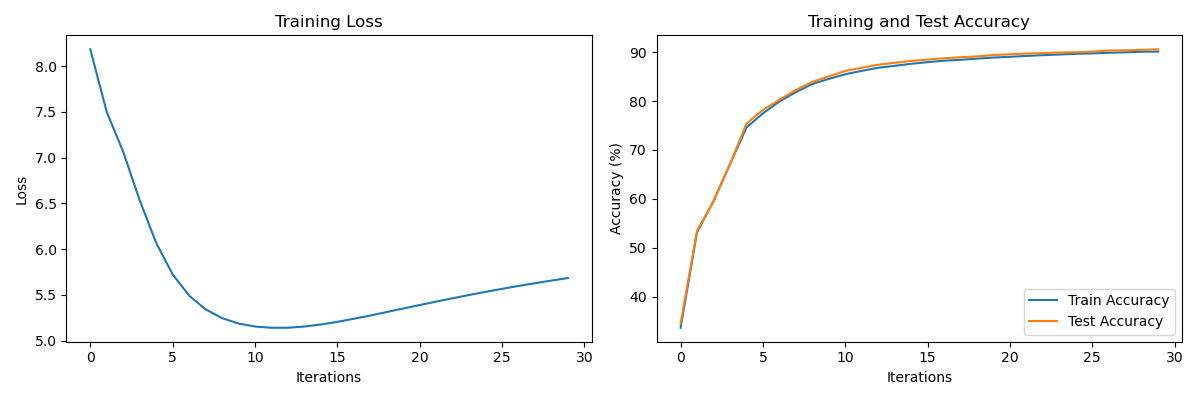 Training Loss
Loss
8.0
7.5
7.0
6.5
6.0
5.5
5.0
0 5 10 15 20 25 30
Iterations
Training and Test Accuracy
Accuracy (%)
90
80
70
60
50
40
Train Accuracy
Test Accuracy
0 5 10 15 20 25 30
Iterations